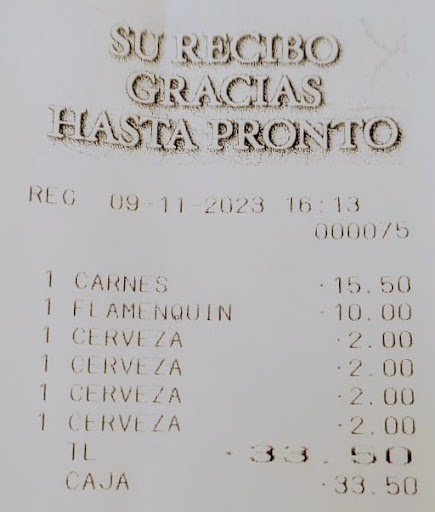 SU RECIBO
GRACIAS
HASTA PRONTO
REG 09-11-2023 16:13
000075
1 CARNES ·15.50
1 FLAMENQUIN ·10.00
1 CERVEZA ·2.00
1 CERVEZA ·2.00
1 CERVEZA ·2.00
1 CERVEZA ·2.00
TL ·33.50
CAJA ·33.50